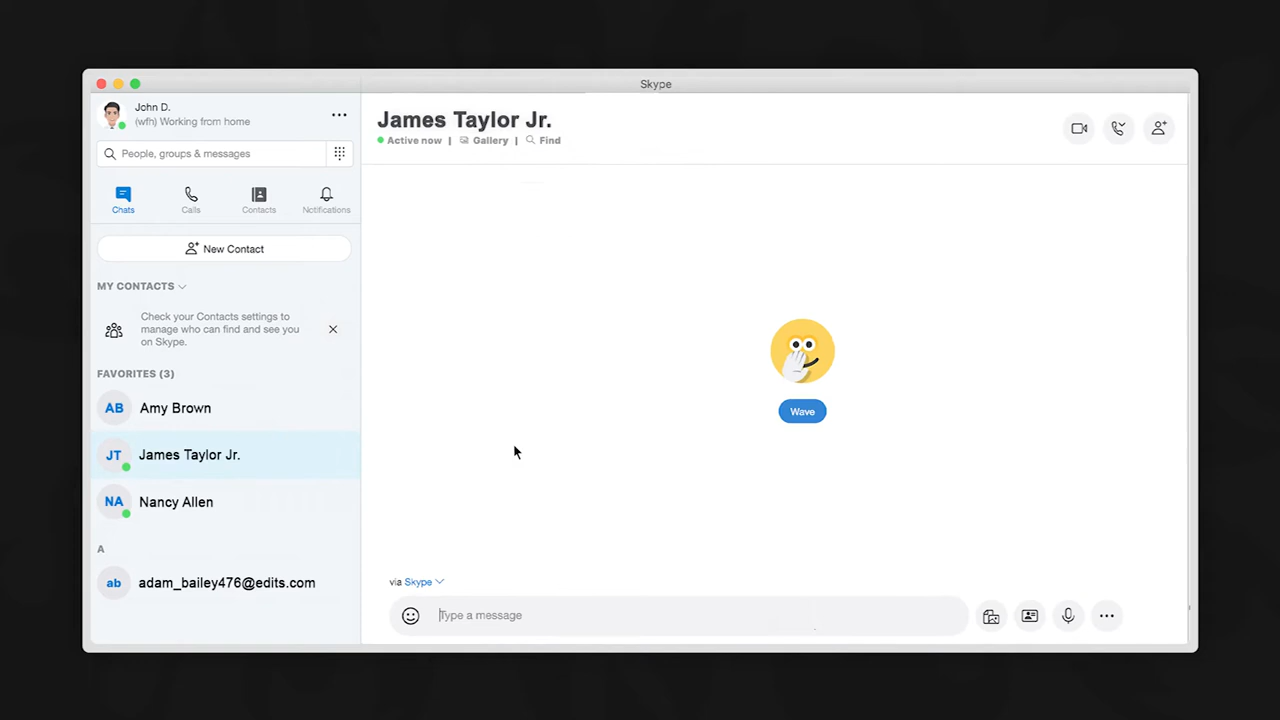 Skype
John D.
(wfh) Working from home
People, groups & messages
Chats
Calls
Contacts
Notifications
New Contact
MY CONTACTS
Check your Contacts settings to
manage who can find and see you
on Skype.
FAVORITES (3)
AB Amy Brown
JT James Taylor Jr.
NA Nancy Allen
A
ab adam_bailey476@edits.com
James Taylor Jr.
Active now | Gallery | Find
Wave
via Skype
Type a message